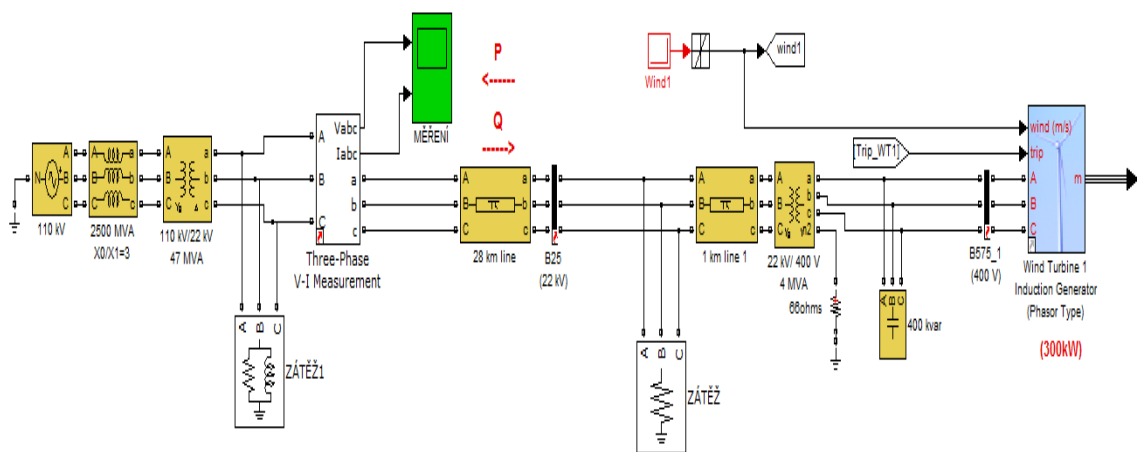 P
<------
Q
------>
MĚŘENÍ
Wind1
wind1
[Trip_WT1]
Vabc
Iabc
A
B
C
a
b
c
Three-Phase
V-I Measurement
N
A
B
C
110 kV
A
B
C
a
b
c
2500 MVA
X0/X1=3
A
B
C
a
b
c
Yg
Δ
110 kV/22 kV
47 MVA
A
B
C
ZÁTĚŽ1
A
B
C
a
b
c
28 km line
B25
(22 kV)
A
B
C
ZÁTĚŽ
A
B
C
a
b
c
1 km line 1
A
B
C
a
b
c
n2
22 kV/ 400 V
4 MVA
66ohms
A
B
C
400 kvar
B575_1
(400 V)
wind (m/s)
trip
A
B
C
m
Wind Turbine 1
Induction Generator
(Phasor Type)
(300kW)